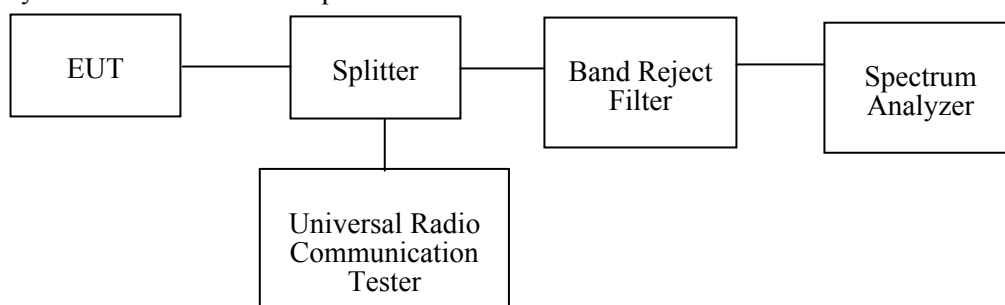 EUT
Splitter
Band Reject
Filter
Spectrum
Analyzer
Universal Radio
Communication
Tester